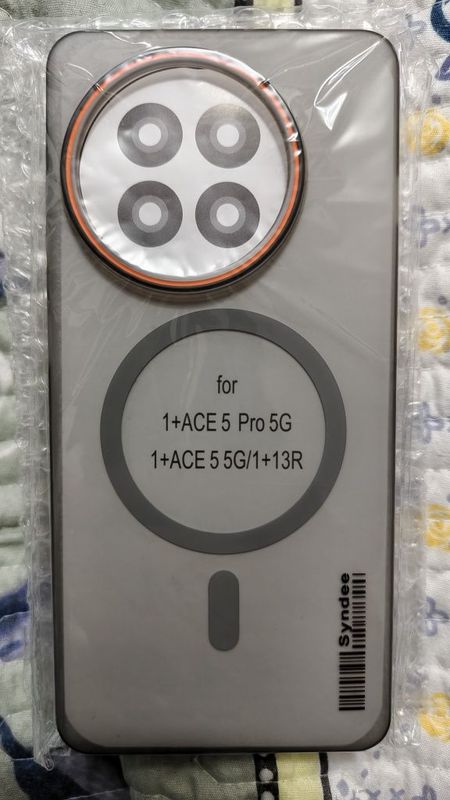 for
1+ACE 5 Pro 5G
1+ACE 5 5G/1+13R
Syndee